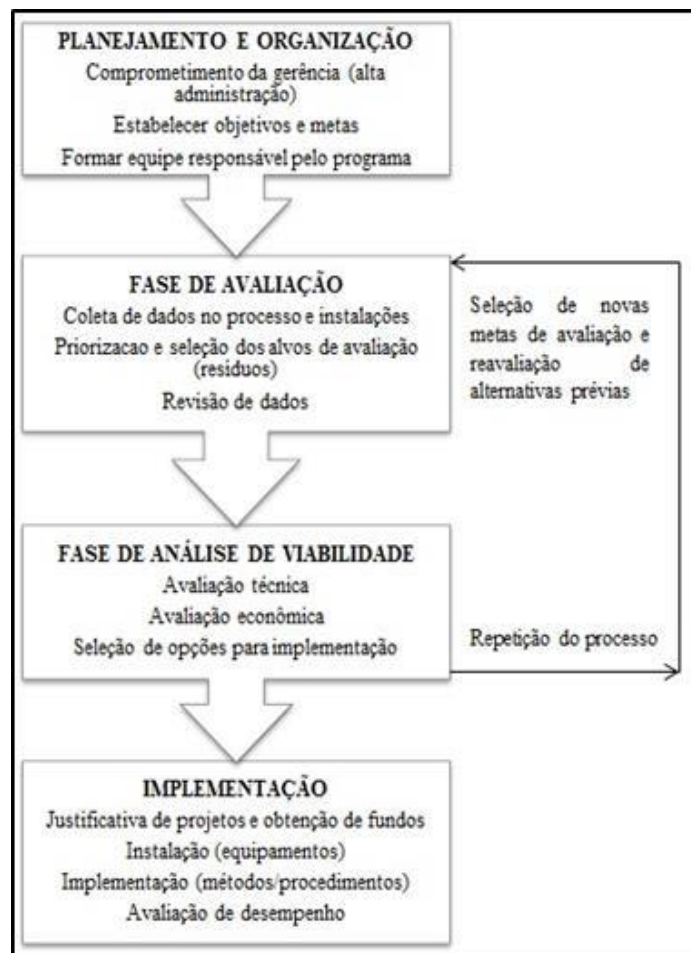 PLANEJAMENTO E ORGANIZAÇÃO
Comprometimento da gerência (alta
administração)
Estabelecer objetivos e metas
Formar equipe responsável pelo programa
FASE DE AVALIAÇÃO
Coleta de dados no processo e instalações
Priorizacao e seleção dos alvos de avaliação
(residuos)
Revisão de dados
Seleção de novas
metas de avaliação e
reavaliação de
alternativas prévias
FASE DE ANÁLISE DE VIABILIDADE
Avaliação técnica
Avaliação econômica
Seleção de opções para implementação
Repetição do processo
IMPLEMENTAÇÃO
Justificativa de projetos e obtenção de fundos
Instalação (equipamentos)
Implementação (métodos/procedimentos)
Avaliação de desempenho